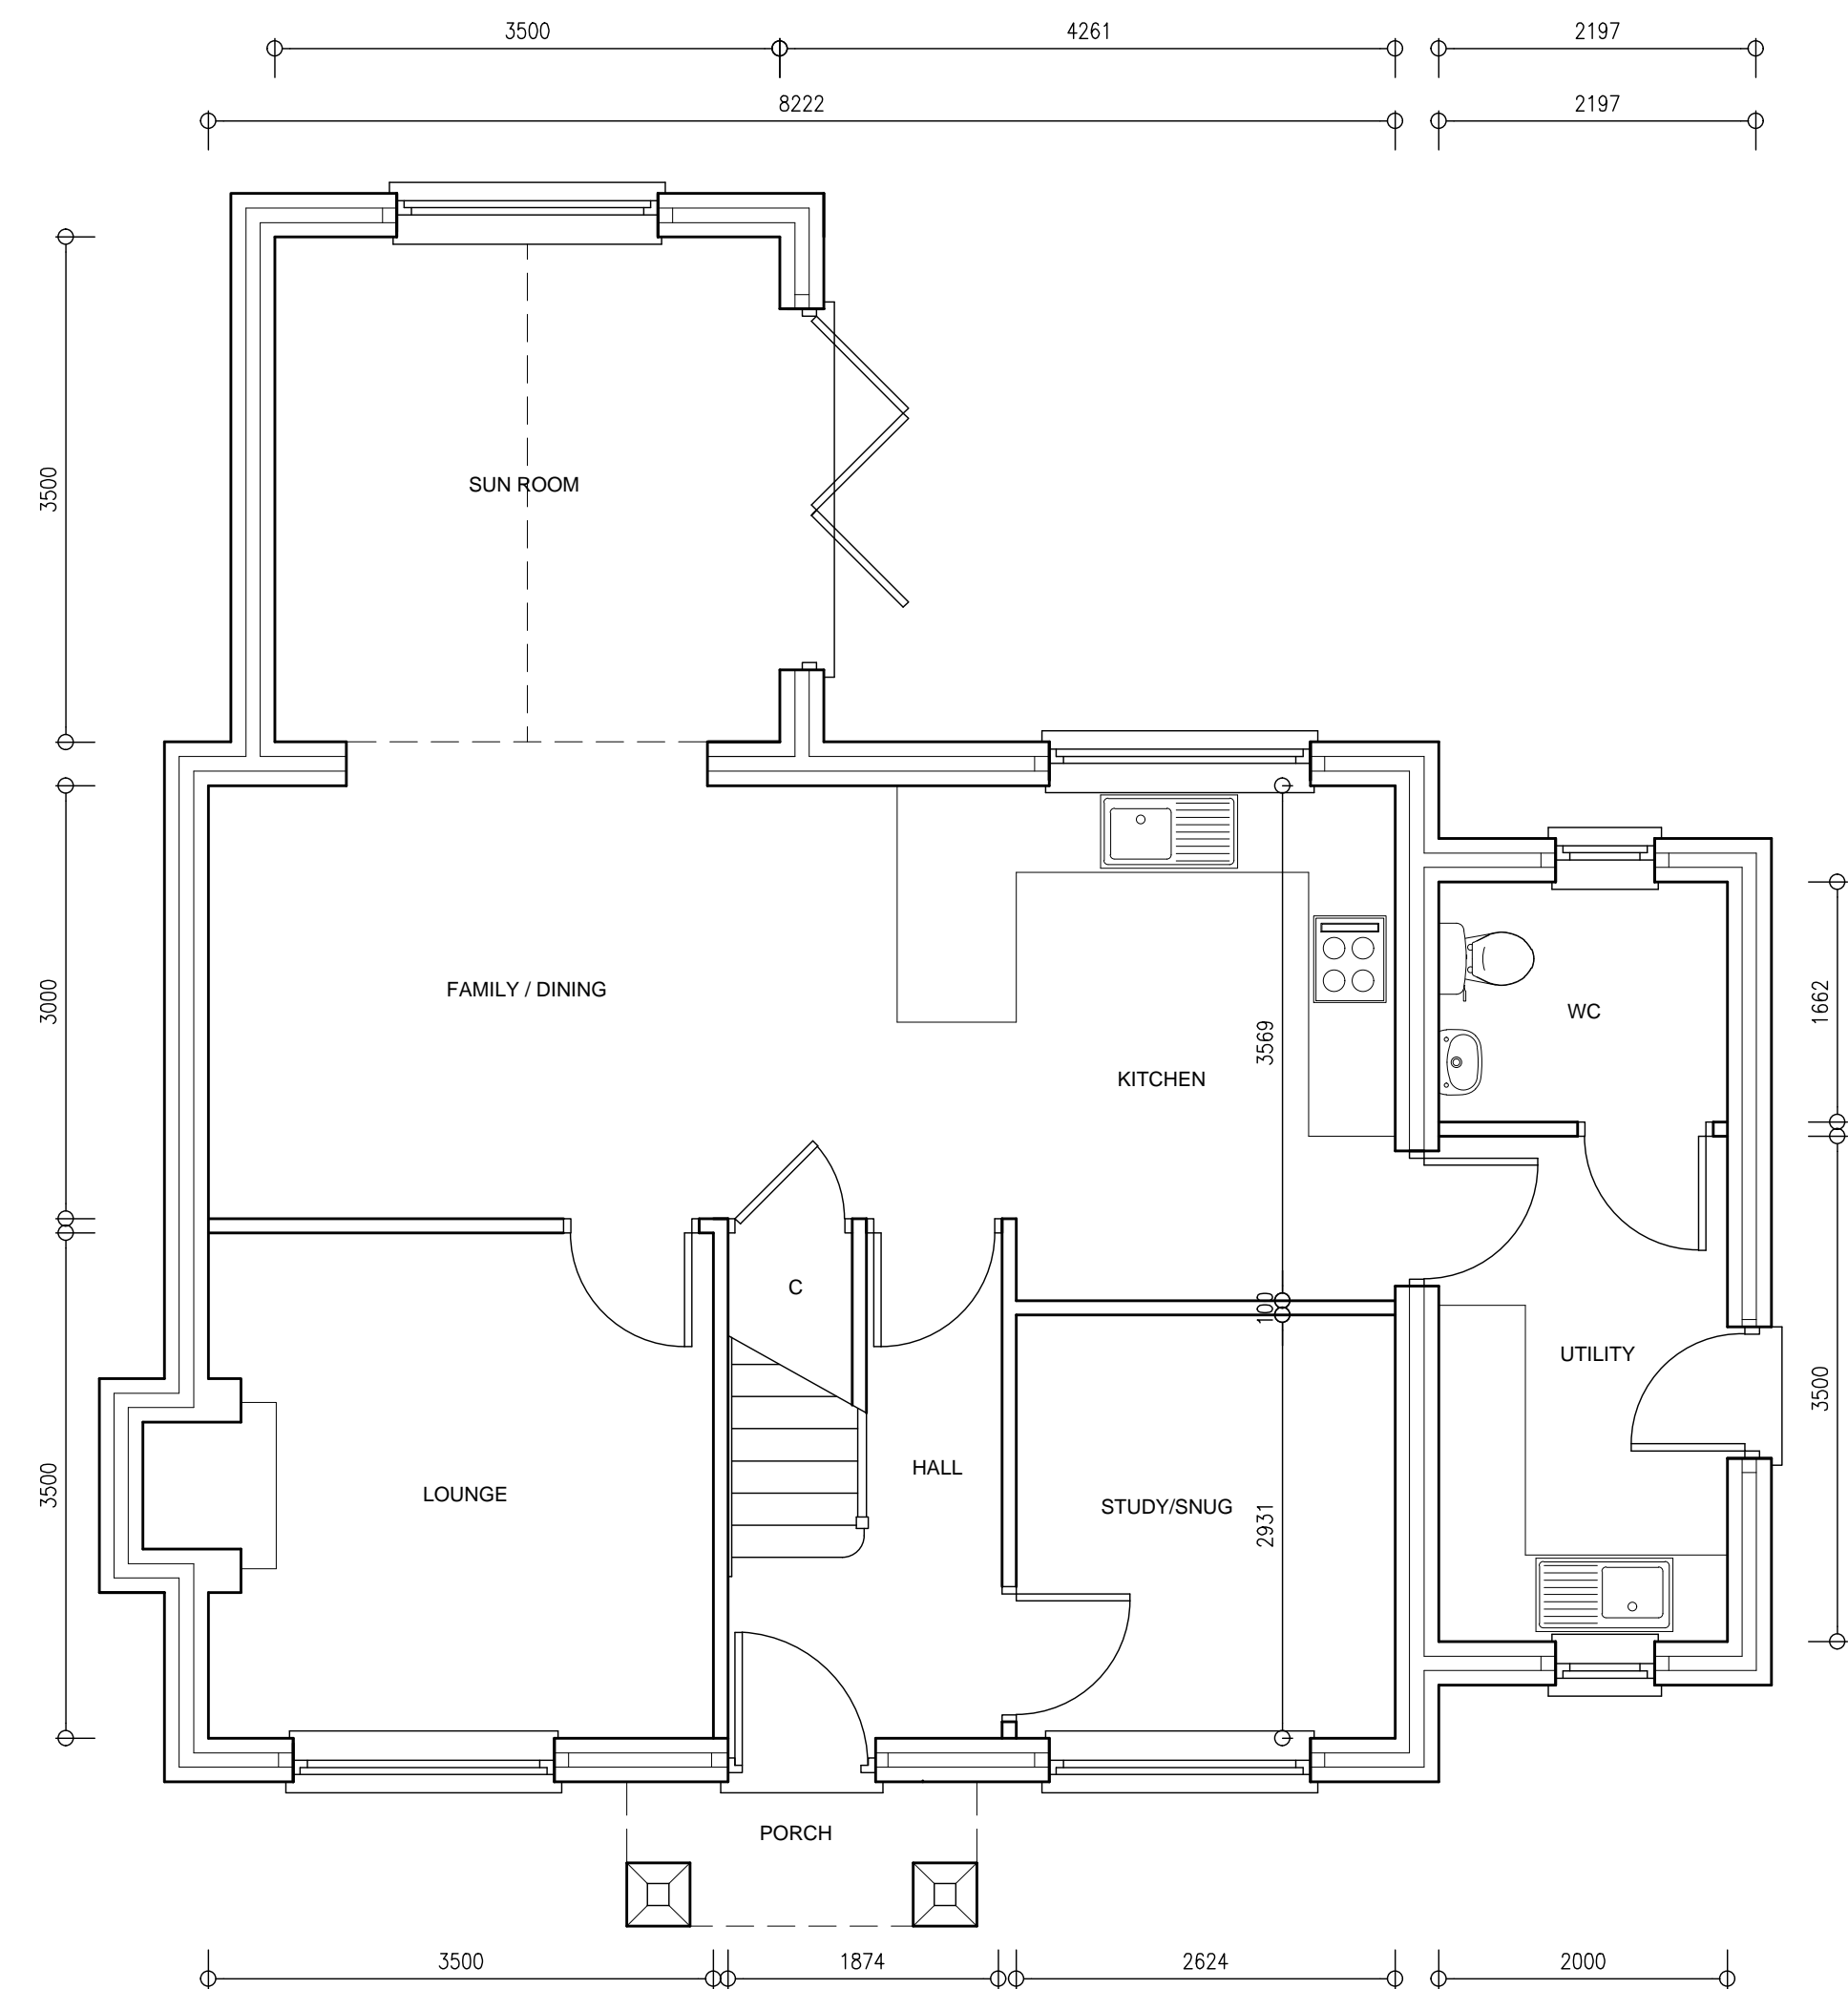 3500 4261 2197
8222 2197
3500
SUN ROOM
3000
FAMILY / DINING
3569
KITCHEN
WC
1662
C
100
UTILITY
3500
3500
LOUNGE
HALL
STUDY/SNUG
2931
PORCH
3500 1874 2624 2000